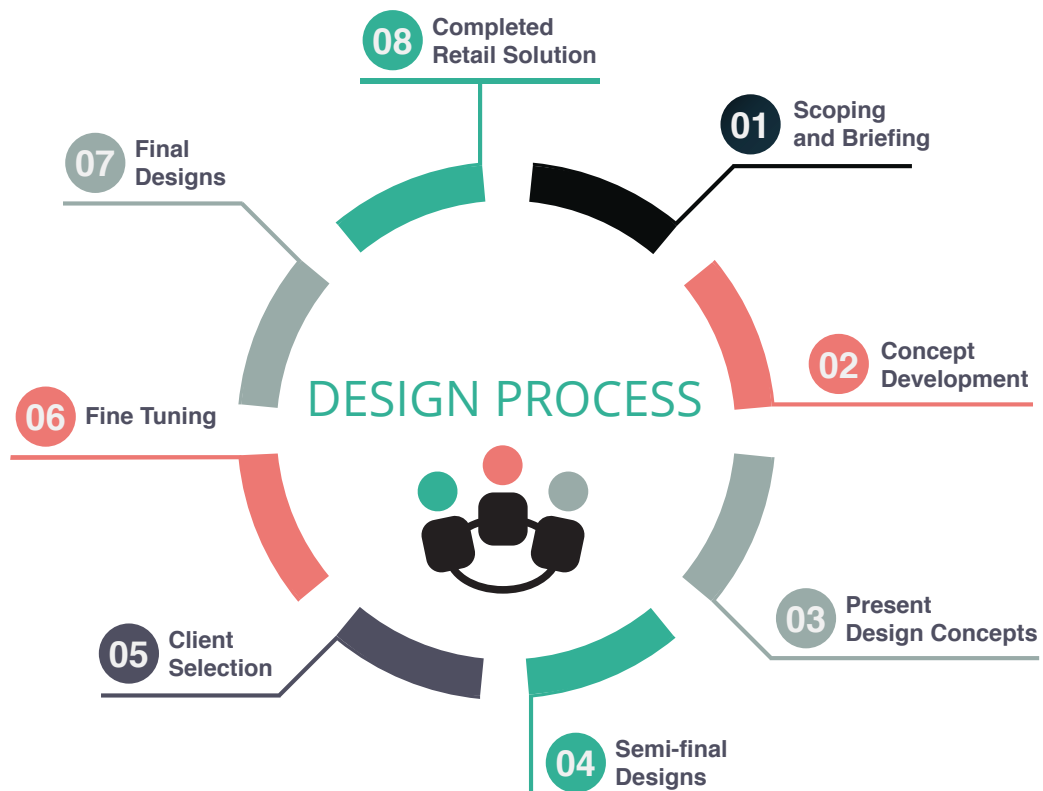 DESIGN PROCESS
01
Scoping
and Briefing
02
Concept
Development
03
Present
Design Concepts
04
Semi-final
Designs
05
Client
Selection
06
Fine Tuning
07
Final
Designs
08
Completed
Retail Solution